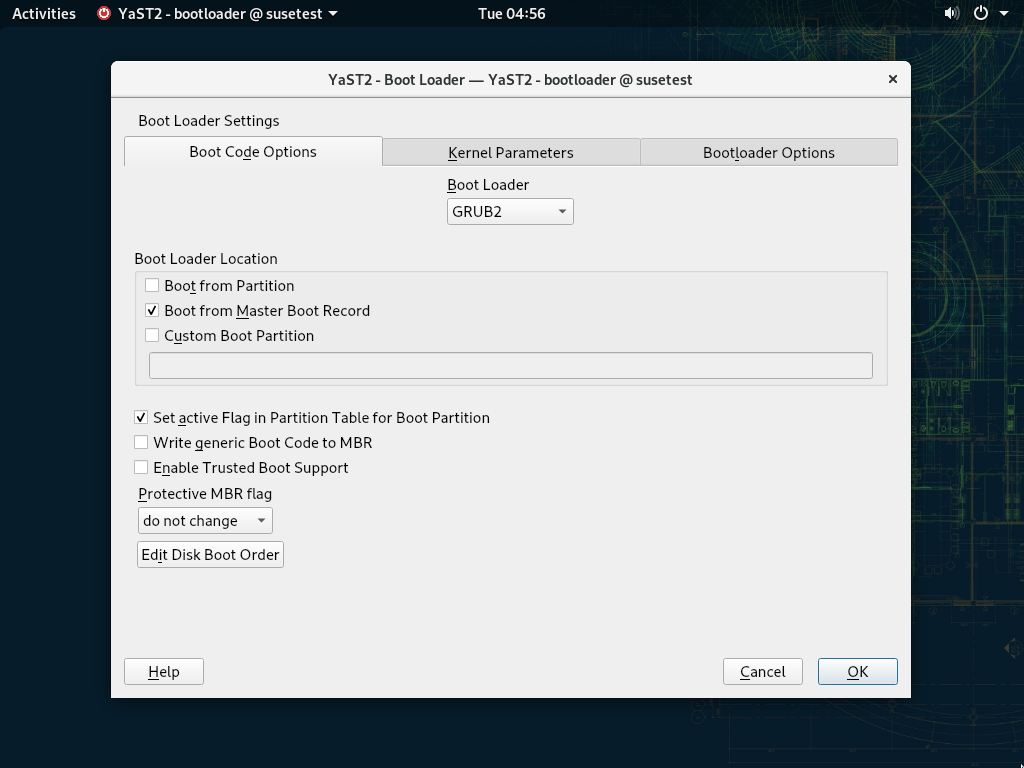 Activities YaST2 - bootloader @ susetest Tue 04:56
YaST2 - Boot Loader — YaST2 - bootloader @ susetest
Boot Loader Settings
Boot Code Options Kernel Parameters Bootloader Options
Boot Loader
GRUB2
Boot Loader Location
Boot from Partition
Boot from Master Boot Record
Custom Boot Partition
Set active Flag in Partition Table for Boot Partition
Write generic Boot Code to MBR
Enable Trusted Boot Support
Protective MBR flag
do not change
Edit Disk Boot Order
Help Cancel OK